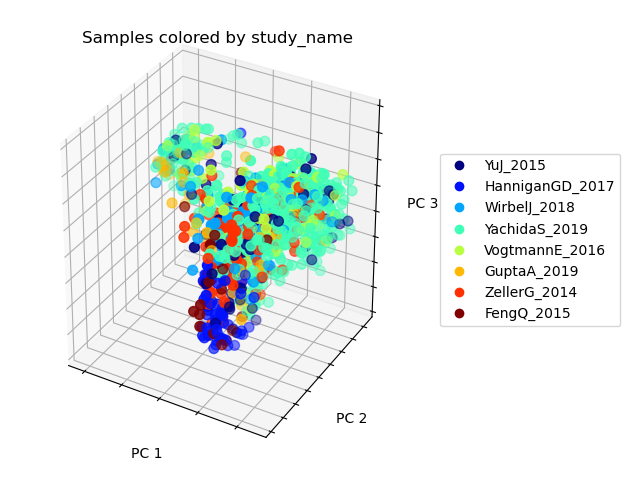 Samples colored by study_name
PC 3
PC 2
PC 1
YuJ_2015
HanniganGD_2017
WirbelJ_2018
YachidaS_2019
VogtmannE_2016
GuptaA_2019
ZellerG_2014
FengQ_2015